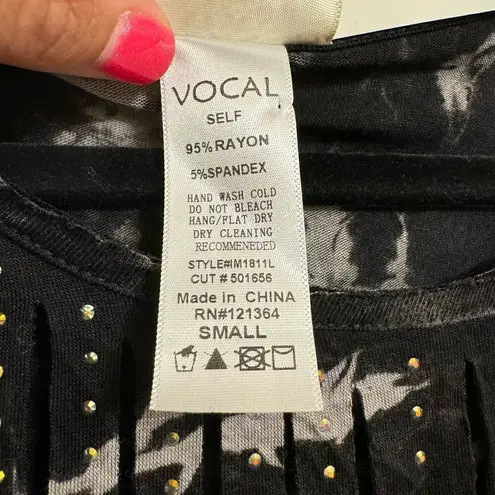 VOCAL
SELF
95%RAYON
5%SPANDEX
HAND WASH COLD
DO NOT BLEACH
HANG/FLAT DRY
DRY CLEANING
RECOMMENEDED
STYLE#IM1811L
CUT # 501656
Made in CHINA
RN#121364
SMALL